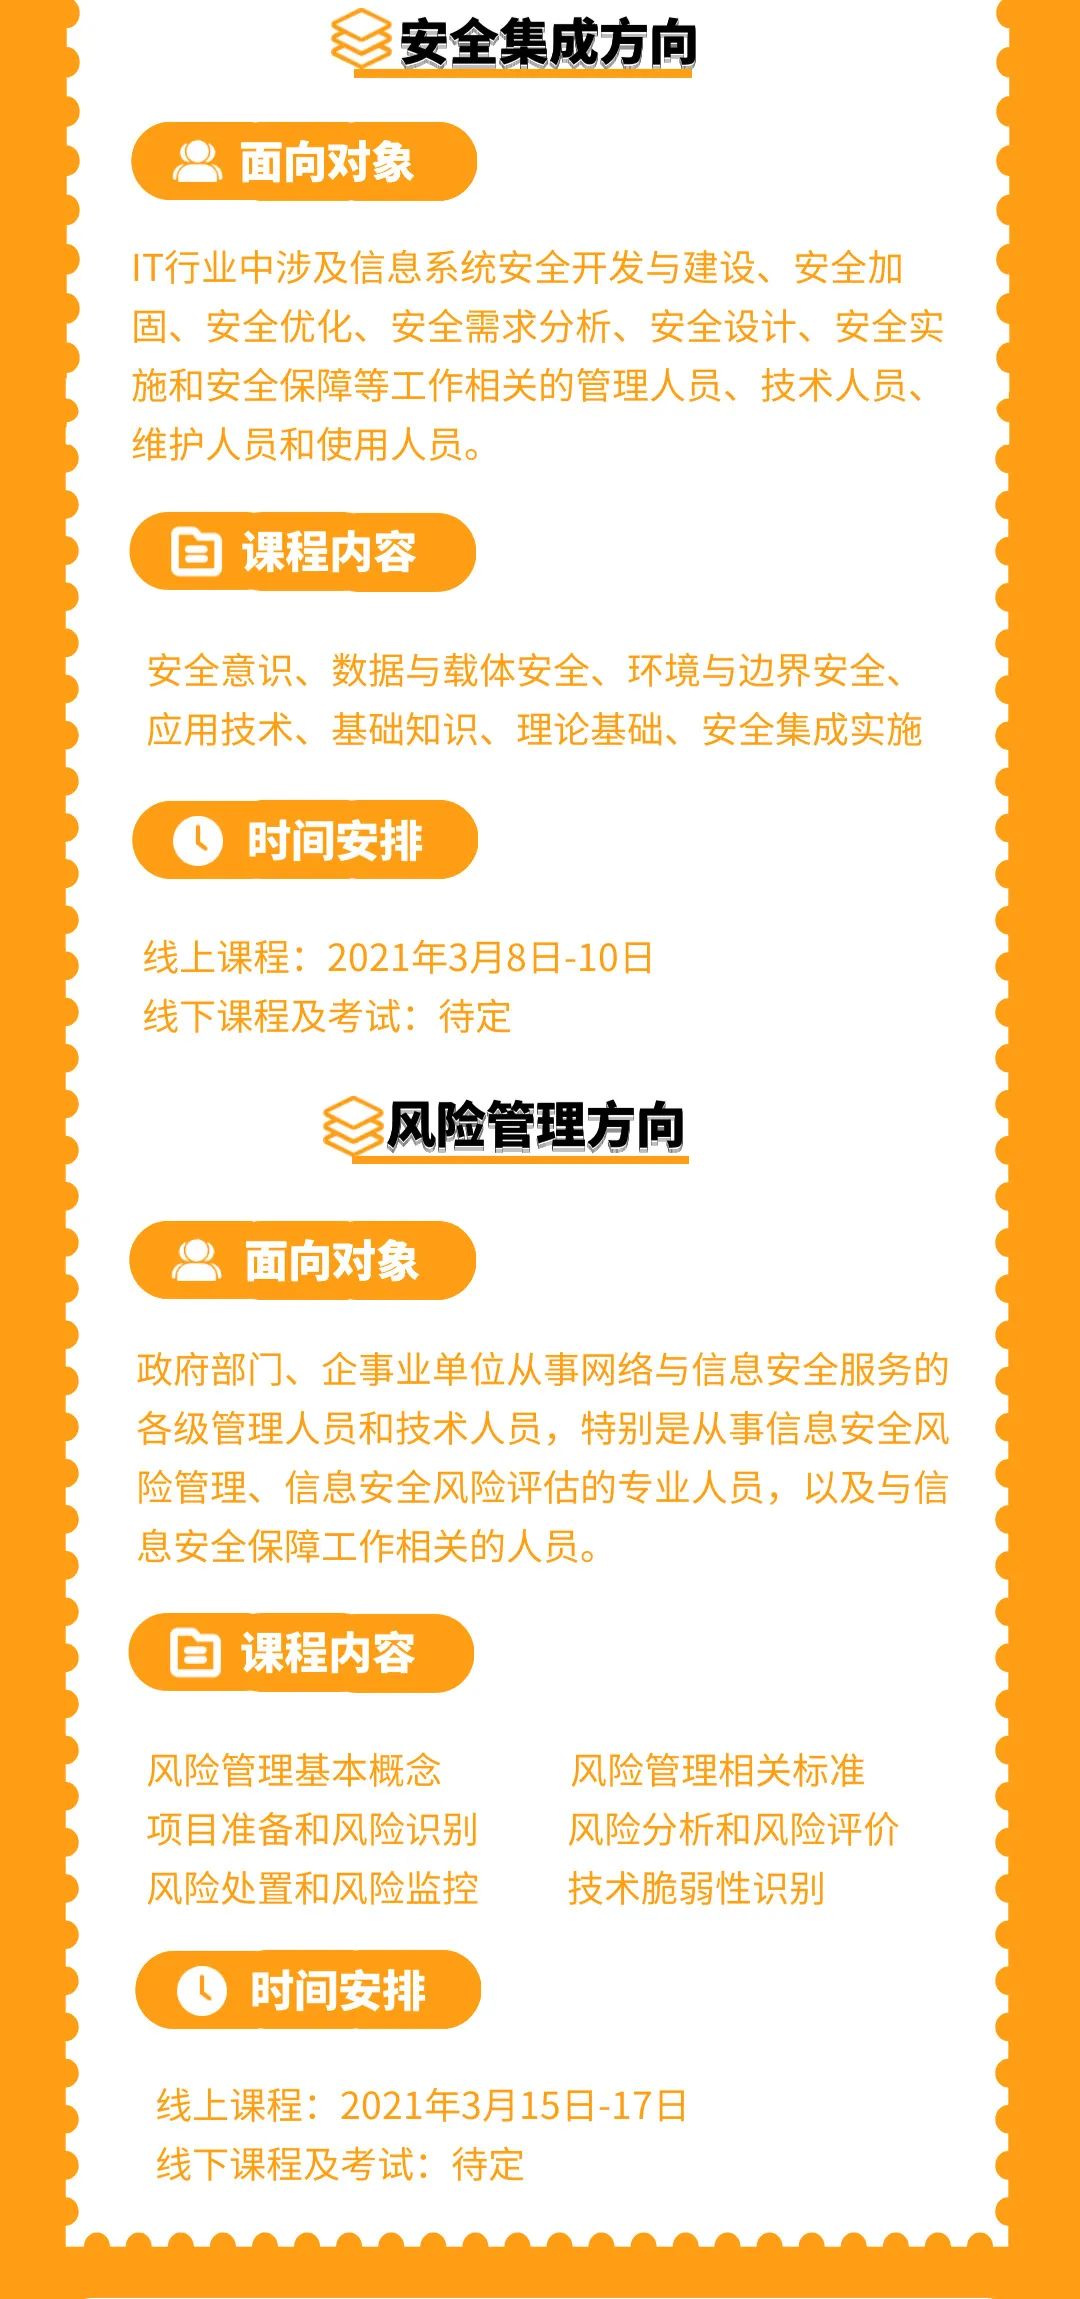 安全集成方向
面向对象
IT行业中涉及信息系统安全开发与建设、安全加
固、安全优化、安全需求分析、安全设计、安全实
施和安全保障等工作相关的管理人员、技术人员、
维护人员和使用人员。
课程内容
安全意识、数据与载体安全、环境与边界安全、
应用技术、基础知识、理论基础、安全集成实施
时间安排
线上课程：2021年3月8日-10日
线下课程及考试：待定
风险管理方向
面向对象
政府部门、企事业单位从事网络与信息安全服务的
各级管理人员和技术人员，特别是从事信息安全风
险管理、信息安全风险评估的专业人员，以及与信
息安全保障工作相关的人员。
课程内容
风险管理基本概念 风险管理相关标准
项目准备和风险识别 风险分析和风险评价
风险处置和风险监控 技术脆弱性识别
时间安排
线上课程：2021年3月15日-17日
线下课程及考试：待定